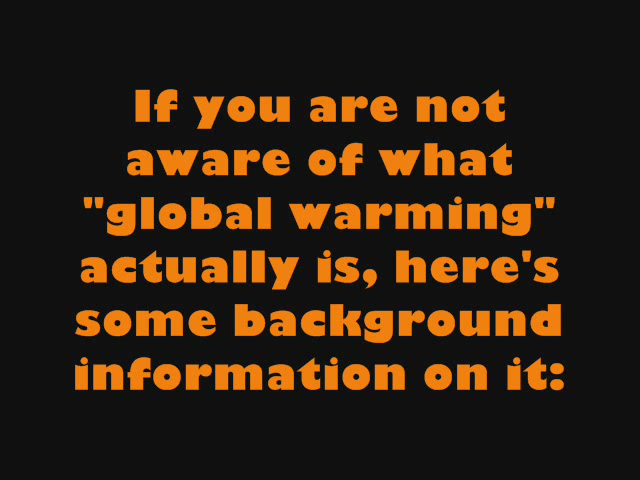 If you are not
aware of what
"global warming"
actually is, here's
some background
information on it: